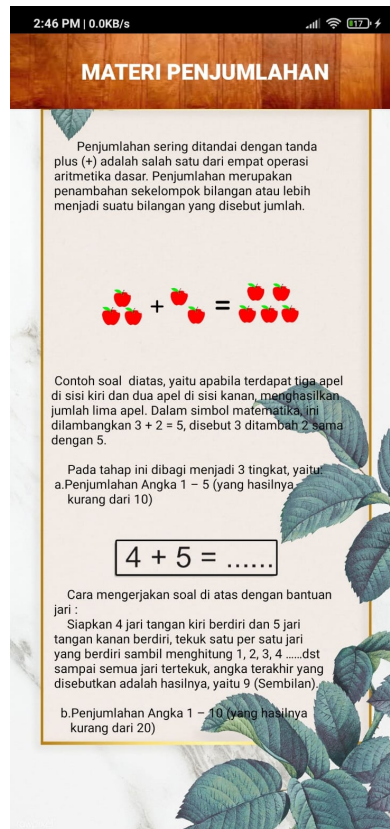 2:46 PM | 0.0KB/s
17
MATERI PENJUMLAHAN
Penjumlahan sering ditandai dengan tanda
plus (+) adalah salah satu dari empat operasi
aritmetika dasar. Penjumlahan merupakan
penambahan sekelompok bilangan atau lebih
menjadi suatu bilangan yang disebut jumlah.
+ =
Contoh soal diatas, yaitu apabila terdapat tiga apel
di sisi kiri dan dua apel di sisi kanan, menghasilkan
jumlah lima apel. Dalam simbol matematika, ini
dilambangkan 3 + 2 = 5, disebut 3 ditambah 2 sama
dengan 5.
Pada tahap ini dibagi menjadi 3 tingkat, yaitu:
a.Penjumlahan Angka 1 – 5 (yang hasilnya
kurang dari 10)
4 + 5 = ......
Cara mengerjakan soal di atas dengan bantuan
jari :
Siapkan 4 jari tangan kiri berdiri dan 5 jari
tangan kanan berdiri, tekuk satu per satu jari
yang berdiri sambil menghitung 1, 2, 3, 4 ......dst
sampai semua jari tertekuk, angka terakhir yang
disebutkan adalah hasilnya, yaitu 9 (Sembilan).
b.Penjumlahan Angka 1 – 10 (yang hasilnya
kurang dari 20)